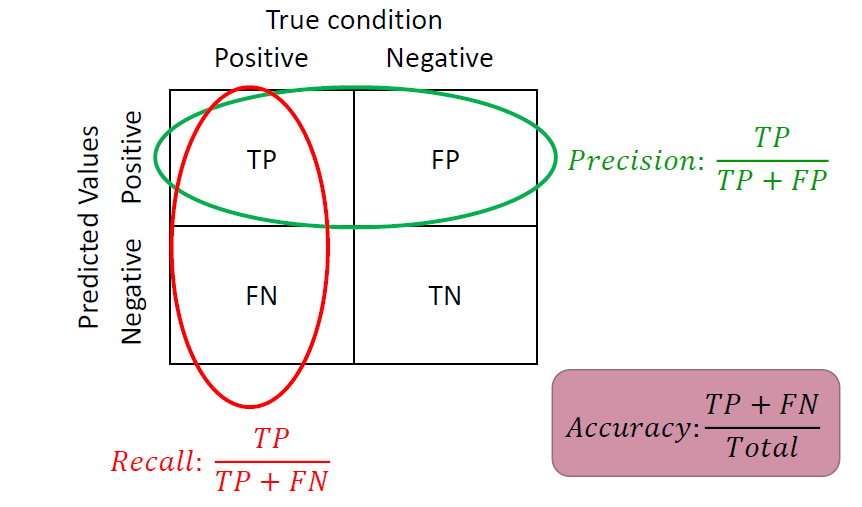 True condition
Positive Negative
Predicted Values
Positive
Negative
TP FP
FN TN
Precision: TP / TP + FP
Recall: TP / TP + FN
Accuracy: TP + FN / Total